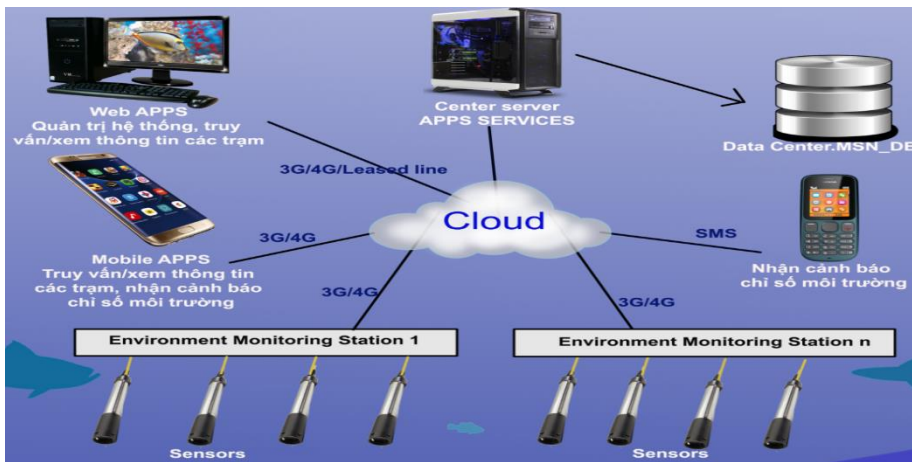 Web APPS
Quản trị hệ thống, truy
vấn/xem thông tin các trạm
Center server
APPS SERVICES
Data Center.MSN_DB
3G/4G/Leased line
Cloud
3G/4G
SMS
Mobile APPS
Truy vấn/xem thông tin
các trạm, nhận cảnh báo
chỉ số môi trường
Nhận cảnh báo
chỉ số môi trường
3G/4G
3G/4G
Environment Monitoring Station 1
Environment Monitoring Station n
Sensors
Sensors